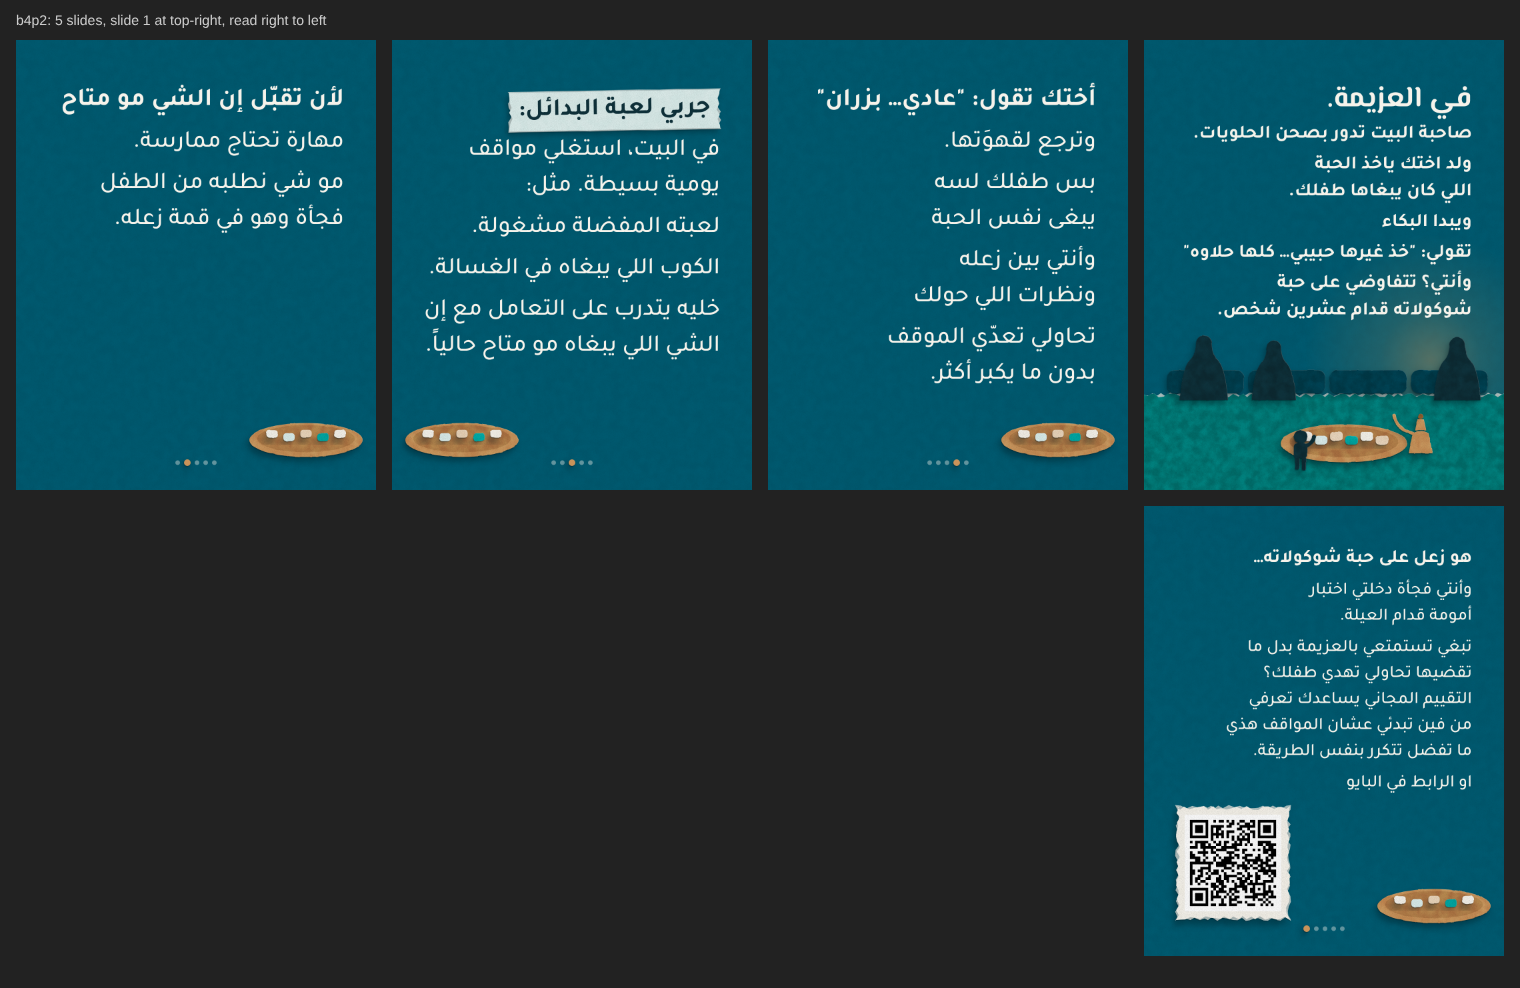 b4p2: 5 slides, slide 1 at top-right, read right to left
في العزيمة.
صاحبة البيت تدور بصحن الحلويات.
ولد اختك ياخذ الحبة
اللي كان يبغاها طفلك.
ويبدا البكاء
تقولي: "خذ غيرها حبيبي… كلها حلاوه"
وأنتي؟ تتفاوضي على حبة
شوكولاته قدام عشرين شخص.
أختك تقول: "عادي… بزران"
وترجع لقهوَتها.
بس طفلك لسه
يبغى نفس الحبة
وأنتي بين زعله
ونظرات اللي حولك
تحاولي تعدّي الموقف
بدون ما يكبر أكثر.
جربي لعبة البدائل:
في البيت، استغلي مواقف
يومية بسيطة. مثل:
لعبته المفضلة مشغولة.
الكوب اللي يبغاه في الغسالة.
خليه يتدرب على التعامل مع إن
الشي اللي يبغاه مو متاح حالياً.
لأن تقبّل إن الشي مو متاح
مهارة تحتاج ممارسة.
مو شي نطلبه من الطفل
فجأة وهو في قمة زعله.
هو زعل على حبة شوكولاته…
وأنتي فجأة دخلتي اختبار
أمومة قدام العيلة.
تبغي تستمتعي بالعزيمة بدل ما
تقضيها تحاولي تهدي طفلك؟
التقييم المجاني يساعدك تعرفي
من فين تبدئي عشان المواقف هذي
ما تفضل تتكرر بنفس الطريقة.
او الرابط في البايو